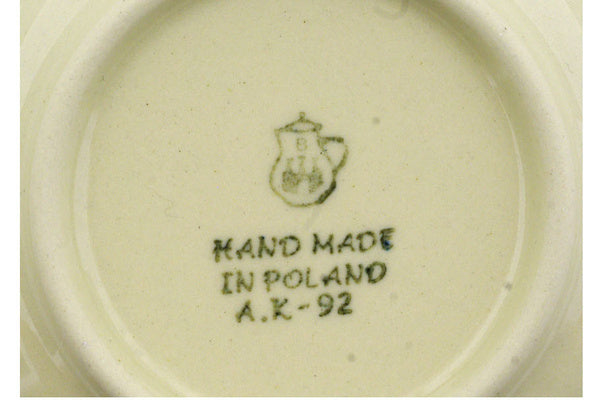 B
HAND MADE
IN POLAND
A.K-92